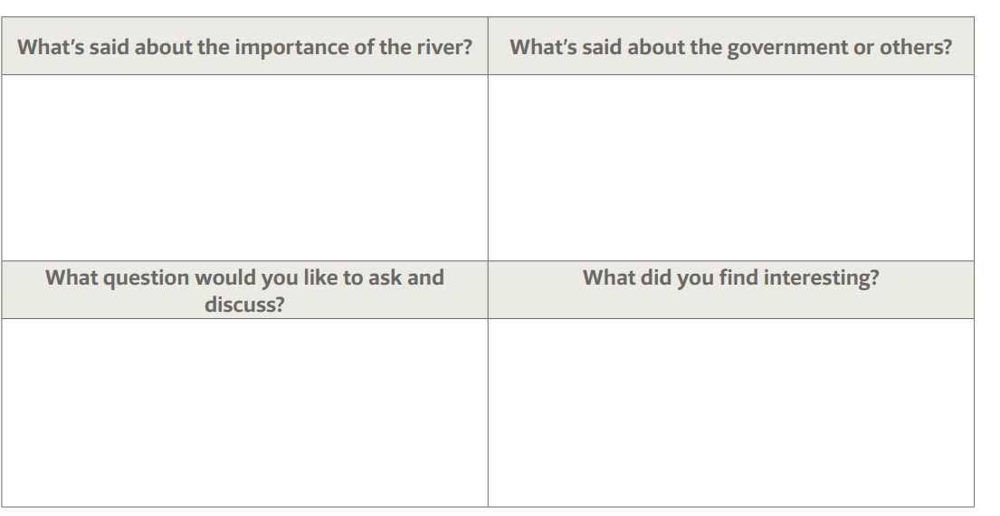 What's said about the importance of the river?
What's said about the government or others?
What question would you like to ask and
discuss?
What did you find interesting?